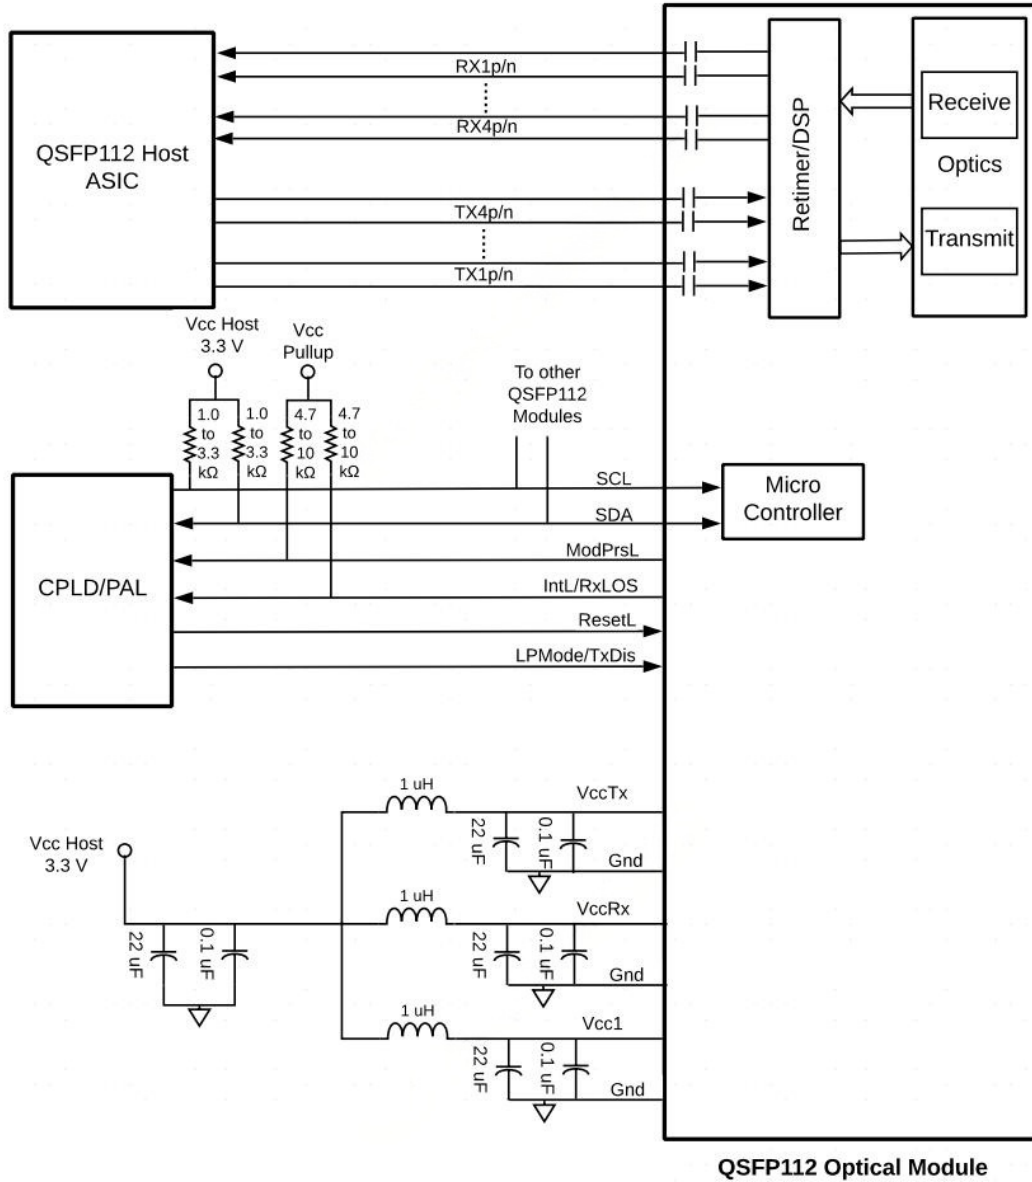 RX1p/n
RX4p/n
QSFP112 Host
ASIC
TX4p/n
TX1p/n
Retimer/DSP
Receive
Optics
Transmit
Vcc Host
3.3 V
Vcc
Pullup
1.0
to
3.3
kΩ
1.0
to
3.3
kΩ
4.7
to
10
kΩ
4.7
to
10
kΩ
To other
QSFP112
Modules
SCL
SDA
ModPrsL
IntL/RxLOS
ResetL
LPMode/TxDis
CPLD/PAL
Micro
Controller
1 uH
VccTx
22 uF
0.1 uF
Gnd
Vcc Host
3.3 V
22 uF
0.1 uF
1 uH
VccRx
22 uF
0.1 uF
Gnd
1 uH
Vcc1
22 uF
0.1 uF
Gnd
QSFP112 Optical Module